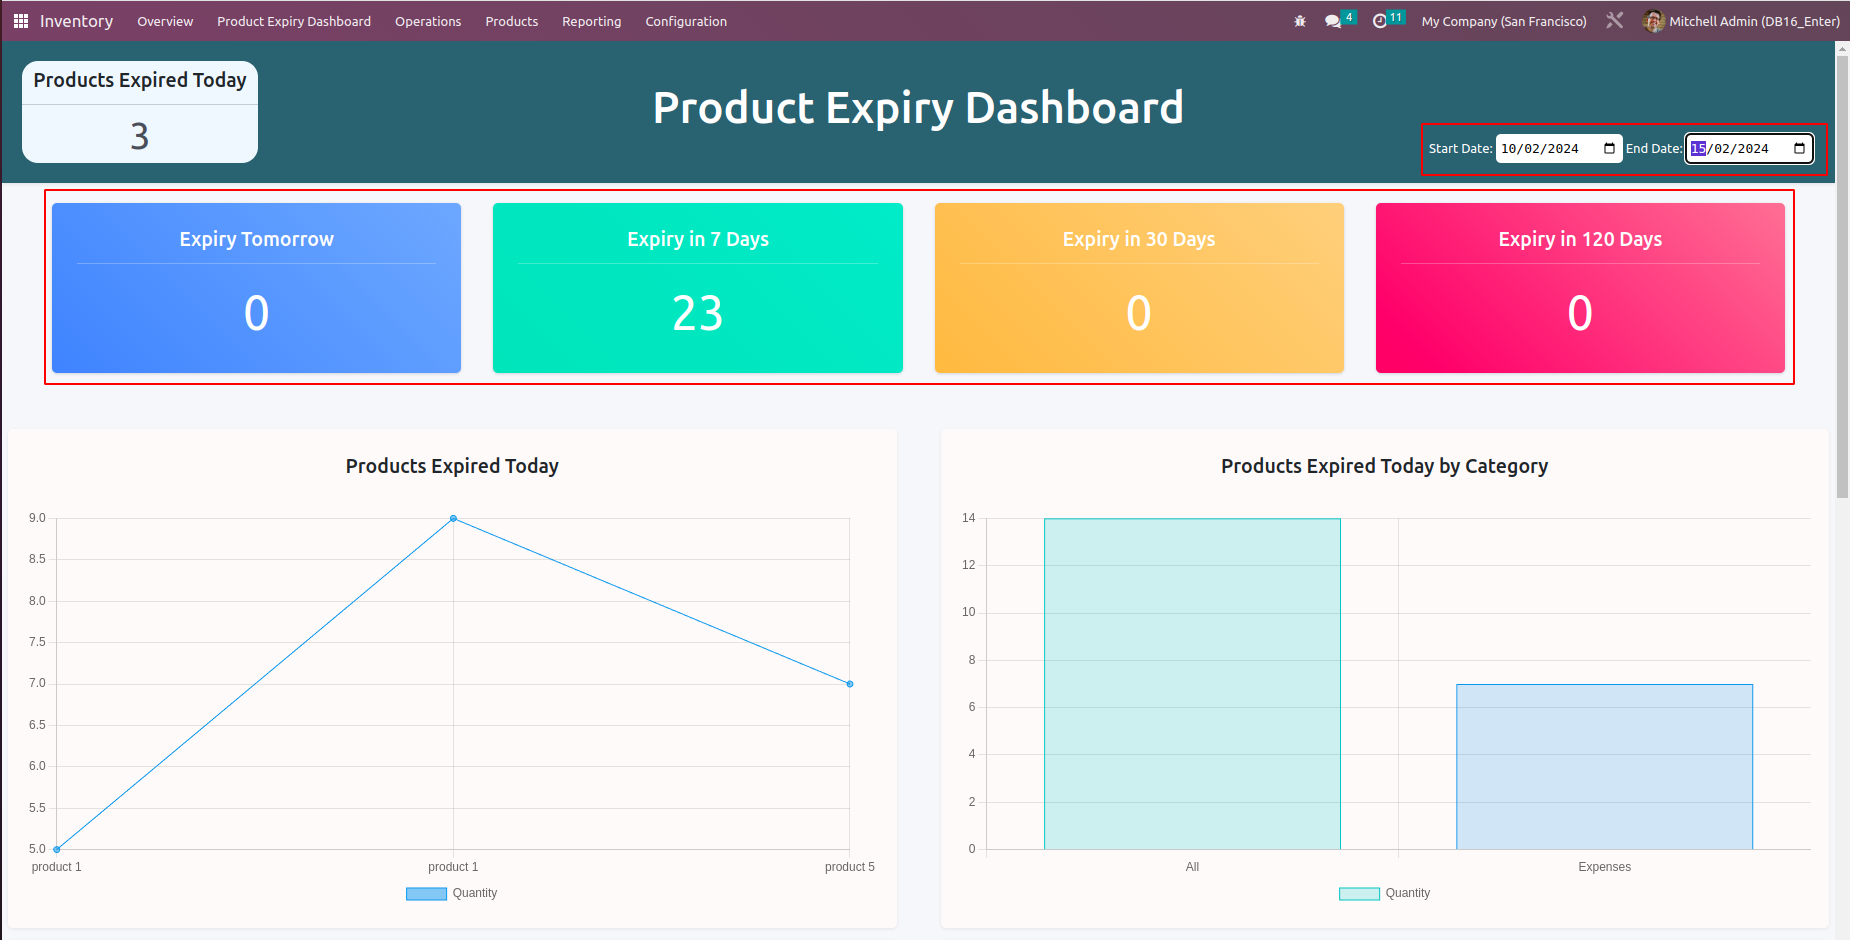 Inventory Overview Product Expiry Dashboard Operations Products Reporting Configuration 4 11 My Company (San Francisco) Mitchell Admin (DB16_Enter)
Products Expired Today
3
Product Expiry Dashboard
Start Date: 10/02/2024 End Date: 15/02/2024
Expiry Tomorrow
0
Expiry in 7 Days
23
Expiry in 30 Days
0
Expiry in 120 Days
0
Products Expired Today
9.0
8.5
8.0
7.5
7.0
6.5
6.0
5.5
5.0
product 1 product 1 product 5
Quantity
Products Expired Today by Category
14
12
10
8
6
4
2
0
All Expenses
Quantity